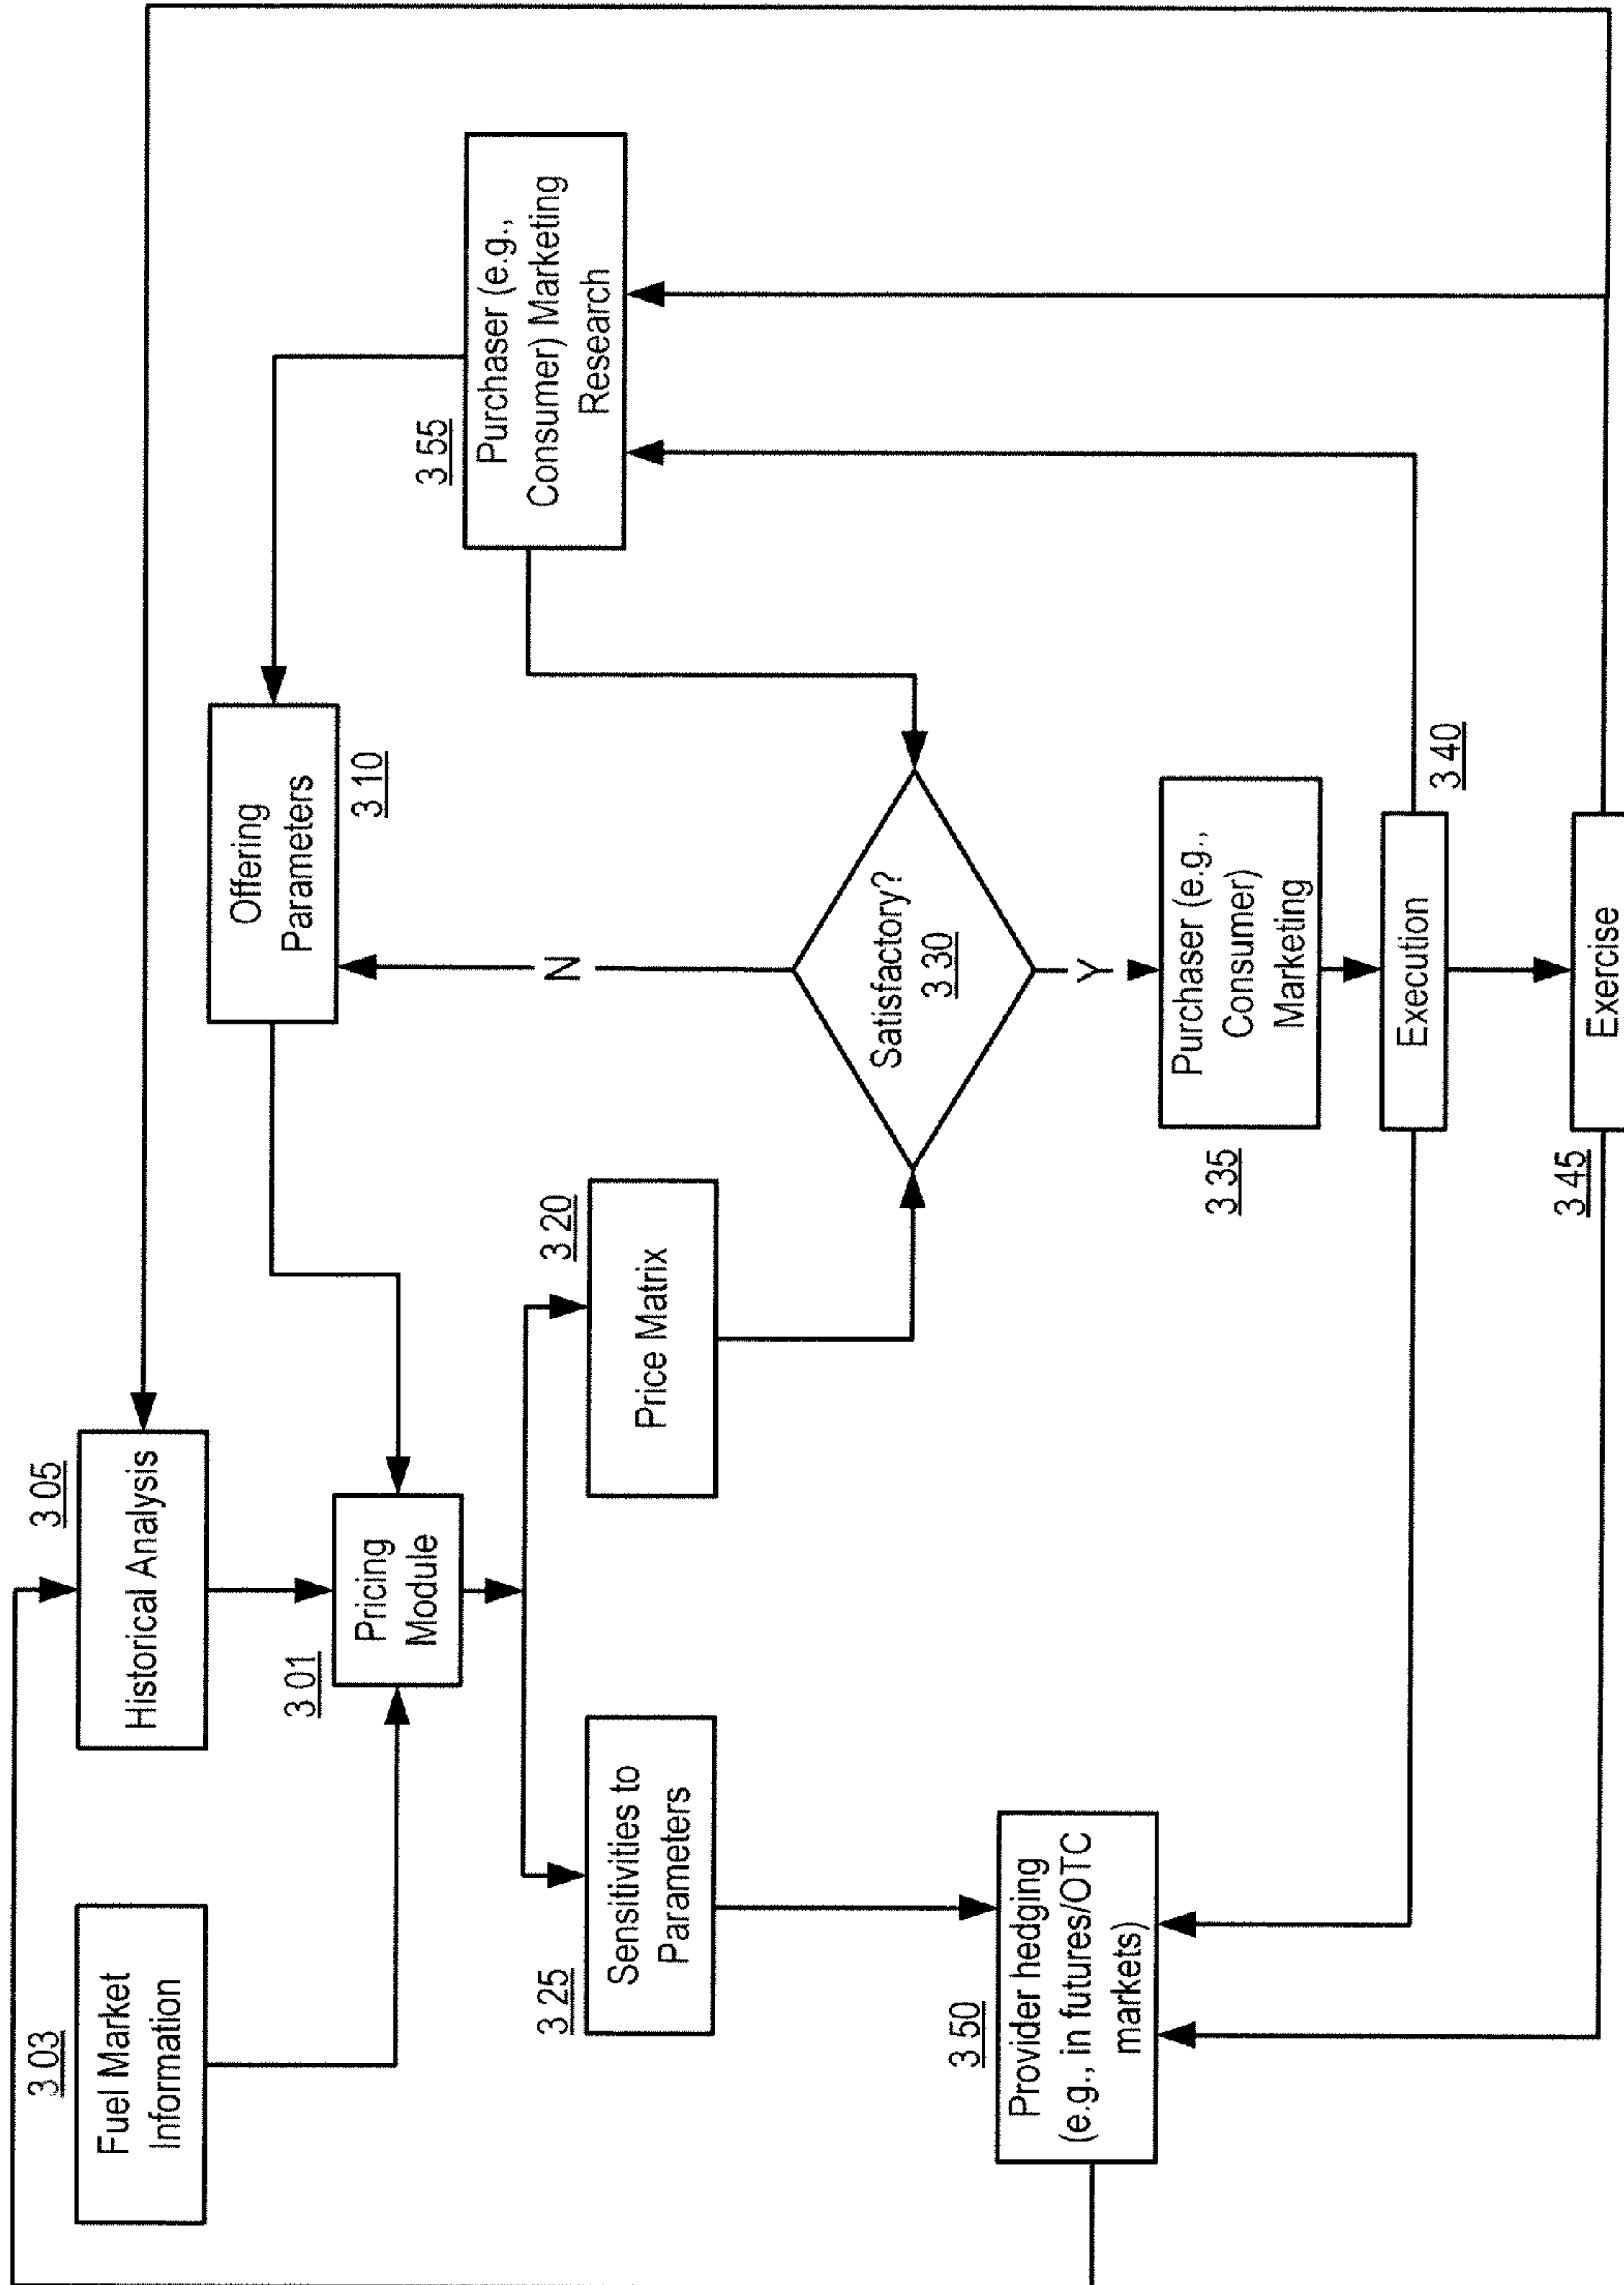 3 03
Fuel Market
Information
3 05
Historical Analysis
3 01
Pricing
Module
Offering
Parameters
3 10
3 25
Sensitivities to
Parameters
3 20
Price Matrix
3 55
Purchaser (e.g.,
Consumer) Marketing
Research
N
Satisfactory?
3 30
Y
3 50
Provider hedging
(e.g., in futures/OTC
markets)
3 35
Purchaser (e.g.,
Consumer)
Marketing
Execution
3 40
3 45
Exercise